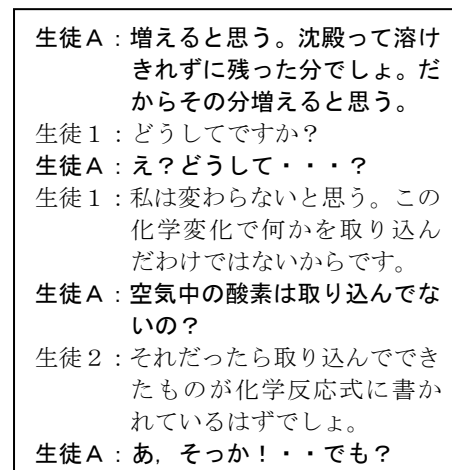 生徒A：増えると思う。沈殿って溶け
きれずに残った分でしょ。だ
からその分増えると思う。
生徒１：どうしてですか？
生徒A：え？どうして・・・？
生徒１：私は変わらないと思う。この
化学変化で何かを取り込ん
だわけではないからです。
生徒A：空気中の酸素は取り込んでな
いの？
生徒２：それだったら取り込んででき
たものが化学反応式に書か
れているはずでしょ。
生徒A：あ，そっか！・・でも？